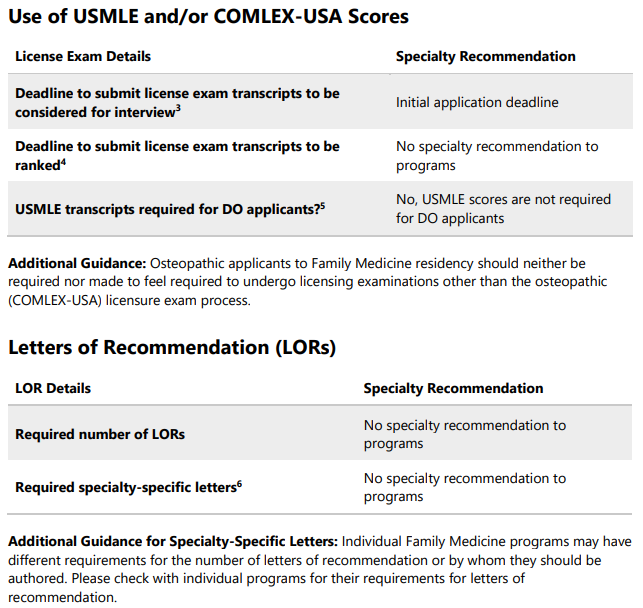 Use of USMLE and/or COMLEX-USA Scores
License Exam Details Specialty Recommendation
Deadline to submit license exam transcripts to be
considered for interview³ Initial application deadline
Deadline to submit license exam transcripts to be
ranked⁴
No specialty recommendation to
programs
USMLE transcripts required for DO applicants?⁵
No, USMLE scores are not required
for DO applicants
Additional Guidance: Osteopathic applicants to Family Medicine residency should neither be
required nor made to feel required to undergo licensing examinations other than the osteopathic
(COMLEX-USA) licensure exam process.
Letters of Recommendation (LORs)
LOR Details Specialty Recommendation
Required number of LORs
No specialty recommendation to
programs
Required specialty-specific letters⁶
No specialty recommendation to
programs
Additional Guidance for Specialty-Specific Letters: Individual Family Medicine programs may have
different requirements for the number of letters of recommendation or by whom they should be
authored. Please check with individual programs for their requirements for letters of
recommendation.